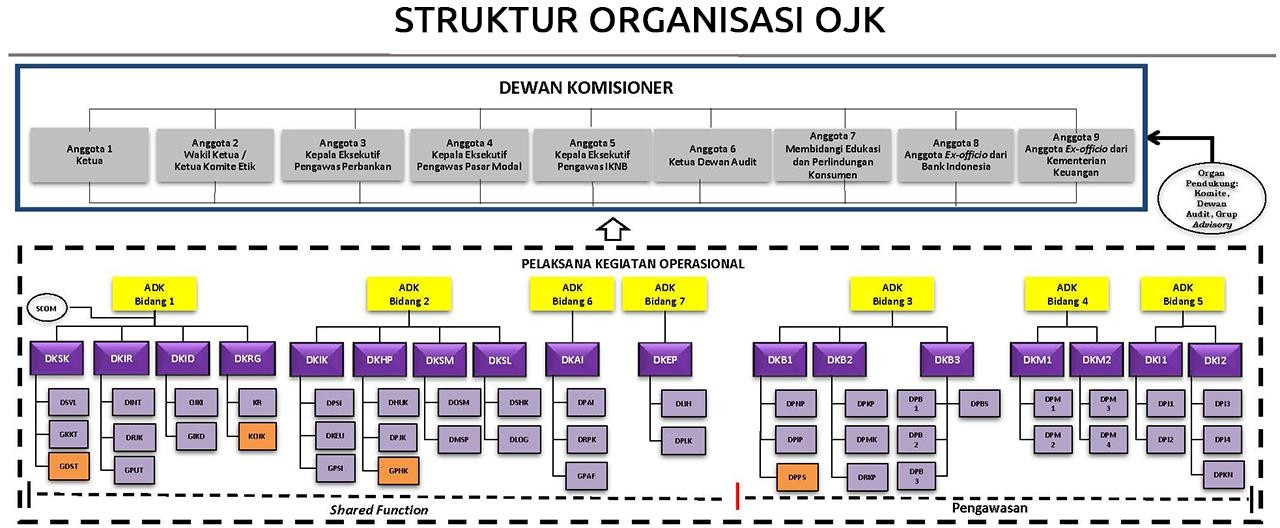 STRUKTUR ORGANISASI OJK
DEWAN KOMISIONER
Anggota 1
Ketua
Anggota 2
Wakil Ketua /
Ketua Komite Etik
Anggota 3
Kepala Eksekutif
Pengawas Perbankan
Anggota 4
Kepala Eksekutif
Pengawas Pasar Modal
Anggota 5
Kepala Eksekutif
Pengawas IKNB
Anggota 6
Ketua Dewan Audit
Anggota 7
Membidangi Edukasi
dan Perlindungan
Konsumen
Anggota 8
Anggota Ex-officio dari
Bank Indonesia
Anggota 9
Anggota Ex-officio dari
Kementerian
Keuangan
Organ
Pendukung:
Komite,
Dewan
Audit, Grup
Advisory
PELAKSANA KEGIATAN OPERASIONAL
SCOM
ADK
Bidang 1
ADK
Bidang 2
ADK
Bidang 6
ADK
Bidang 7
ADK
Bidang 3
ADK
Bidang 4
ADK
Bidang 5
DKSK
DKIR
DKID
DKRG
DKIK
DKHP
DKSM
DKSL
DKAI
DKEP
DKB1
DKB2
DKB3
DKM1
DKM2
DKI1
DKI2
DSVL
DINT
OJKI
KR
DPSI
DHUK
DOSM
DSHK
DPAI
DLIH
DPNP
DPKP
DPB
1
DPBS
DPM
1
DPM
3
DPI1
DPI3
GKKT
DRJK
GIKD
KOJK
DKEU
DPJK
DMSP
DLOG
DRPK
DPLK
DPIP
DPMK
DPB
2
DPM
2
DPM
4
DPI2
DPI4
GDST
GPUT
GPSI
GPHK
GPAF
DPPS
DRKP
DPB
3
DPKN
Shared Function
Pengawasan